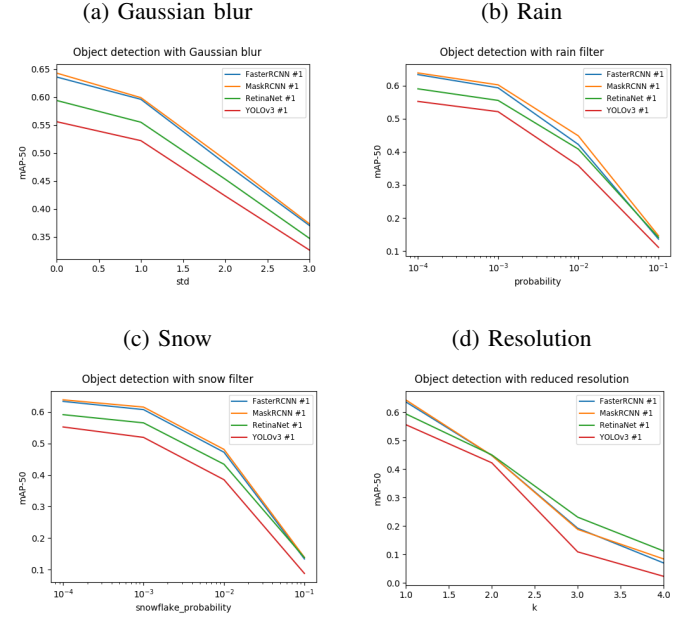 (a) Gaussian blur
Object detection with Gaussian blur
FasterRCNN #1
MaskRCNN #1
RetinaNet #1
YOLOv3 #1
mAP-50
0.65
0.60
0.55
0.50
0.45
0.40
0.35
0.0 0.5 1.0 1.5 2.0 2.5 3.0
std
(b) Rain
Object detection with rain filter
FasterRCNN #1
MaskRCNN #1
RetinaNet #1
YOLOv3 #1
mAP-50
0.6
0.5
0.4
0.3
0.2
0.1
10⁻⁴ 10⁻³ 10⁻² 10⁻¹
probability
(c) Snow
Object detection with snow filter
FasterRCNN #1
MaskRCNN #1
RetinaNet #1
YOLOv3 #1
mAP-50
0.6
0.5
0.4
0.3
0.2
0.1
10⁻⁴ 10⁻³ 10⁻² 10⁻¹
snowflake_probability
(d) Resolution
Object detection with reduced resolution
FasterRCNN #1
MaskRCNN #1
RetinaNet #1
YOLOv3 #1
mAP-50
0.6
0.5
0.4
0.3
0.2
0.1
0.0
1.0 1.5 2.0 2.5 3.0 3.5 4.0
k